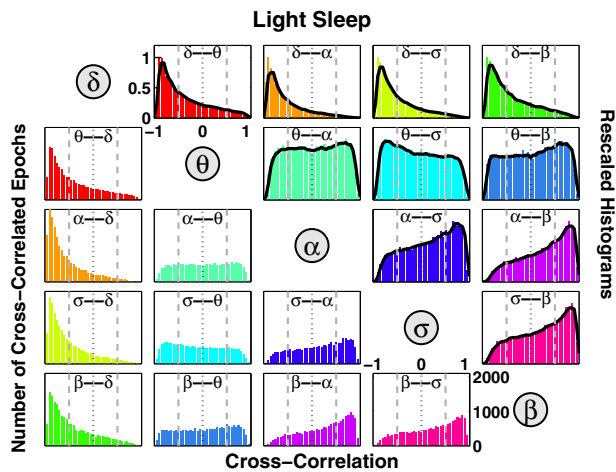 Light Sleep
Number of Cross−Correlated Epochs
Rescaled Histograms
δ
1
0.5
0
δ−−θ
δ−−α
δ−−σ
δ−−β
−1 0 1
θ−−δ
θ
θ−−α
θ−−σ
θ−−β
α−−δ
α−−θ
α
α−−σ
α−−β
σ−−δ
σ−−θ
σ−−α
σ
−1 0 1
σ−−β
β−−δ
β−−θ
β−−α
β−−σ
2000
1000
0
β
Cross−Correlation